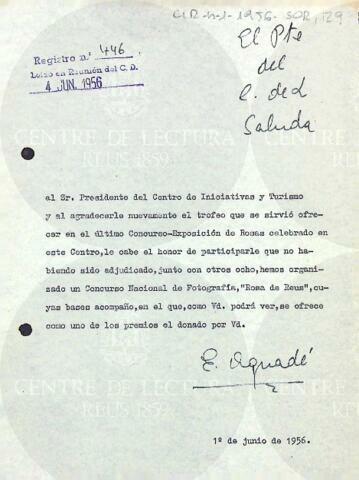 CIR-4-1-1956. SOR, 129
Registro n.º 446
Leído en Reunión del C. D.
4 JUN. 1956
El Pte
del
C. de L
Saluda
CENTRE DE LECTURA
REUS 1859
al Sr. Presidente del Centro de Iniciativas y Turismo
y al agradecerle nuevamente el trofeo que se sirvió ofre-
cer en el último Concurso-Exposición de Rosas celebrado en
este Centro, le cabe el honor de participarle que no ha-
biendo sido adjudicado, junto con otros ocho, hemos organi-
zado un Concurso Nacional de Fotografía, "Rosa de Reus", cu-
yas bases acompaño, en el que, como Vd. podrá ver, se ofrece
como uno de los premios el donado por Vd.
E. Aguadé
CENTRE DE LECTURA
REUS 1859
1º de junio de 1956.